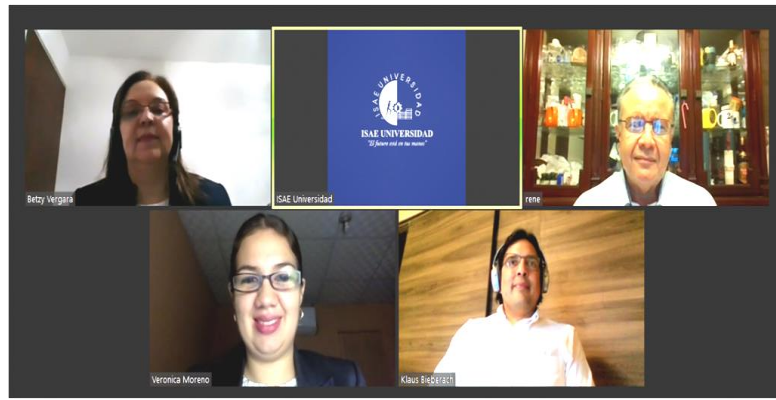 ISAE UNIVERSIDAD
ISAE UNIVERSIDAD
"El futuro está en tus manos"
Betzy Vergara
ISAE Universidad
rene
Veronica Moreno
Klaus Bieberach